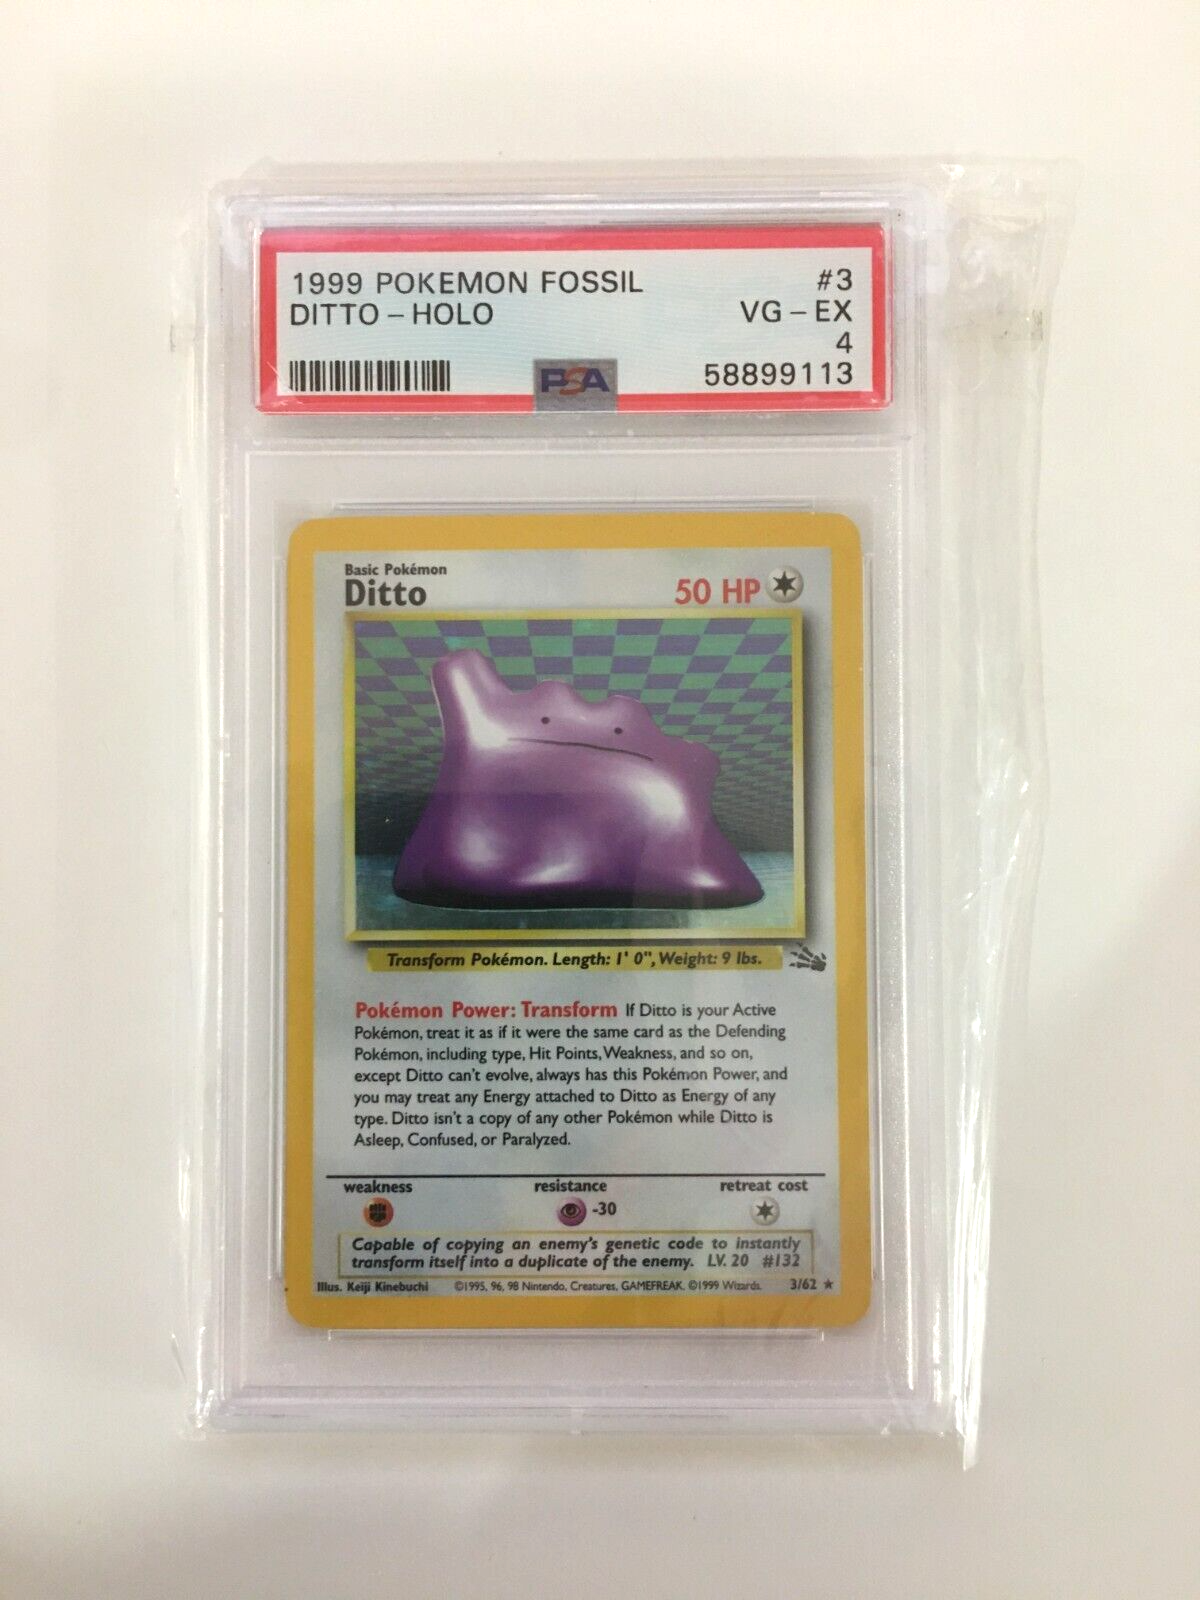 1999 POKEMON FOSSIL #3
DITTO - HOLO VG - EX
4
PSA 58899113
Basic Pokémon
Ditto 50 HP
Transform Pokémon. Length: 1' 0", Weight: 9 lbs.
Pokémon Power: Transform If Ditto is your Active
Pokémon, treat it as if it were the same card as the Defending
Pokémon, including type, Hit Points, Weakness, and so on,
except Ditto can't evolve, always has this Pokémon Power, and
you may treat any Energy attached to Ditto as Energy of any
type. Ditto isn't a copy of any other Pokémon while Ditto is
Asleep, Confused, or Paralyzed.
weakness resistance retreat cost
-30
Capable of copying an enemy's genetic code to instantly
transform itself into a duplicate of the enemy. LV. 20 #132
Illus. Keiji Kinebuchi ©1995, 96, 98 Nintendo, Creatures, GAMEFREAK. ©1999 Wizards. 3/62 ★